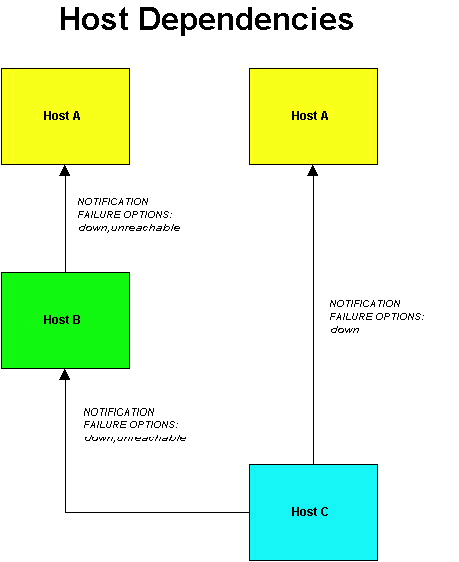 Host Dependencies
Host A
Host A
NOTIFICATION
FAILURE OPTIONS:
down,unreachable
Host B
NOTIFICATION
FAILURE OPTIONS:
down
NOTIFICATION
FAILURE OPTIONS:
down,unreachable
Host C